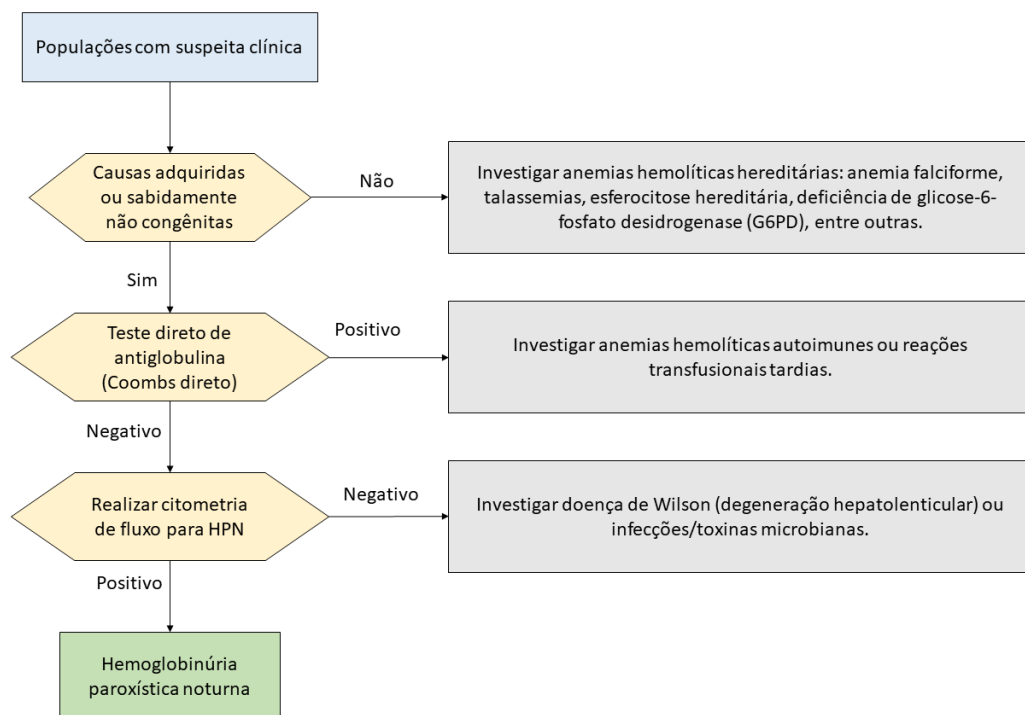 Populações com suspeita clínica
Causas adquiridas
ou sabidamente
não congênitas
Não
Investigar anemias hemolíticas hereditárias: anemia falciforme,
talassemias, esferocitose hereditária, deficiência de glicose-6-
fosfato desidrogenase (G6PD), entre outras.
Sim
Teste direto de
antiglobulina
(Coombs direto)
Positivo
Investigar anemias hemolíticas autoimunes ou reações
transfusionais tardias.
Negativo
Realizar citometria
de fluxo para HPN
Negativo
Investigar doença de Wilson (degeneração hepatolenticular) ou
infecções/toxinas microbianas.
Positivo
Hemoglobinúria
paroxística noturna